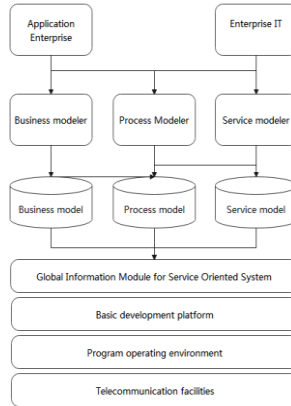 Application
Enterprise
Enterprise IT
Business modeler
Process Modeler
Service modeler
Business model
Process model
Service model
Global Information Module for Service Oriented System
Basic development platform
Program operating environment
Telecommunication facilities